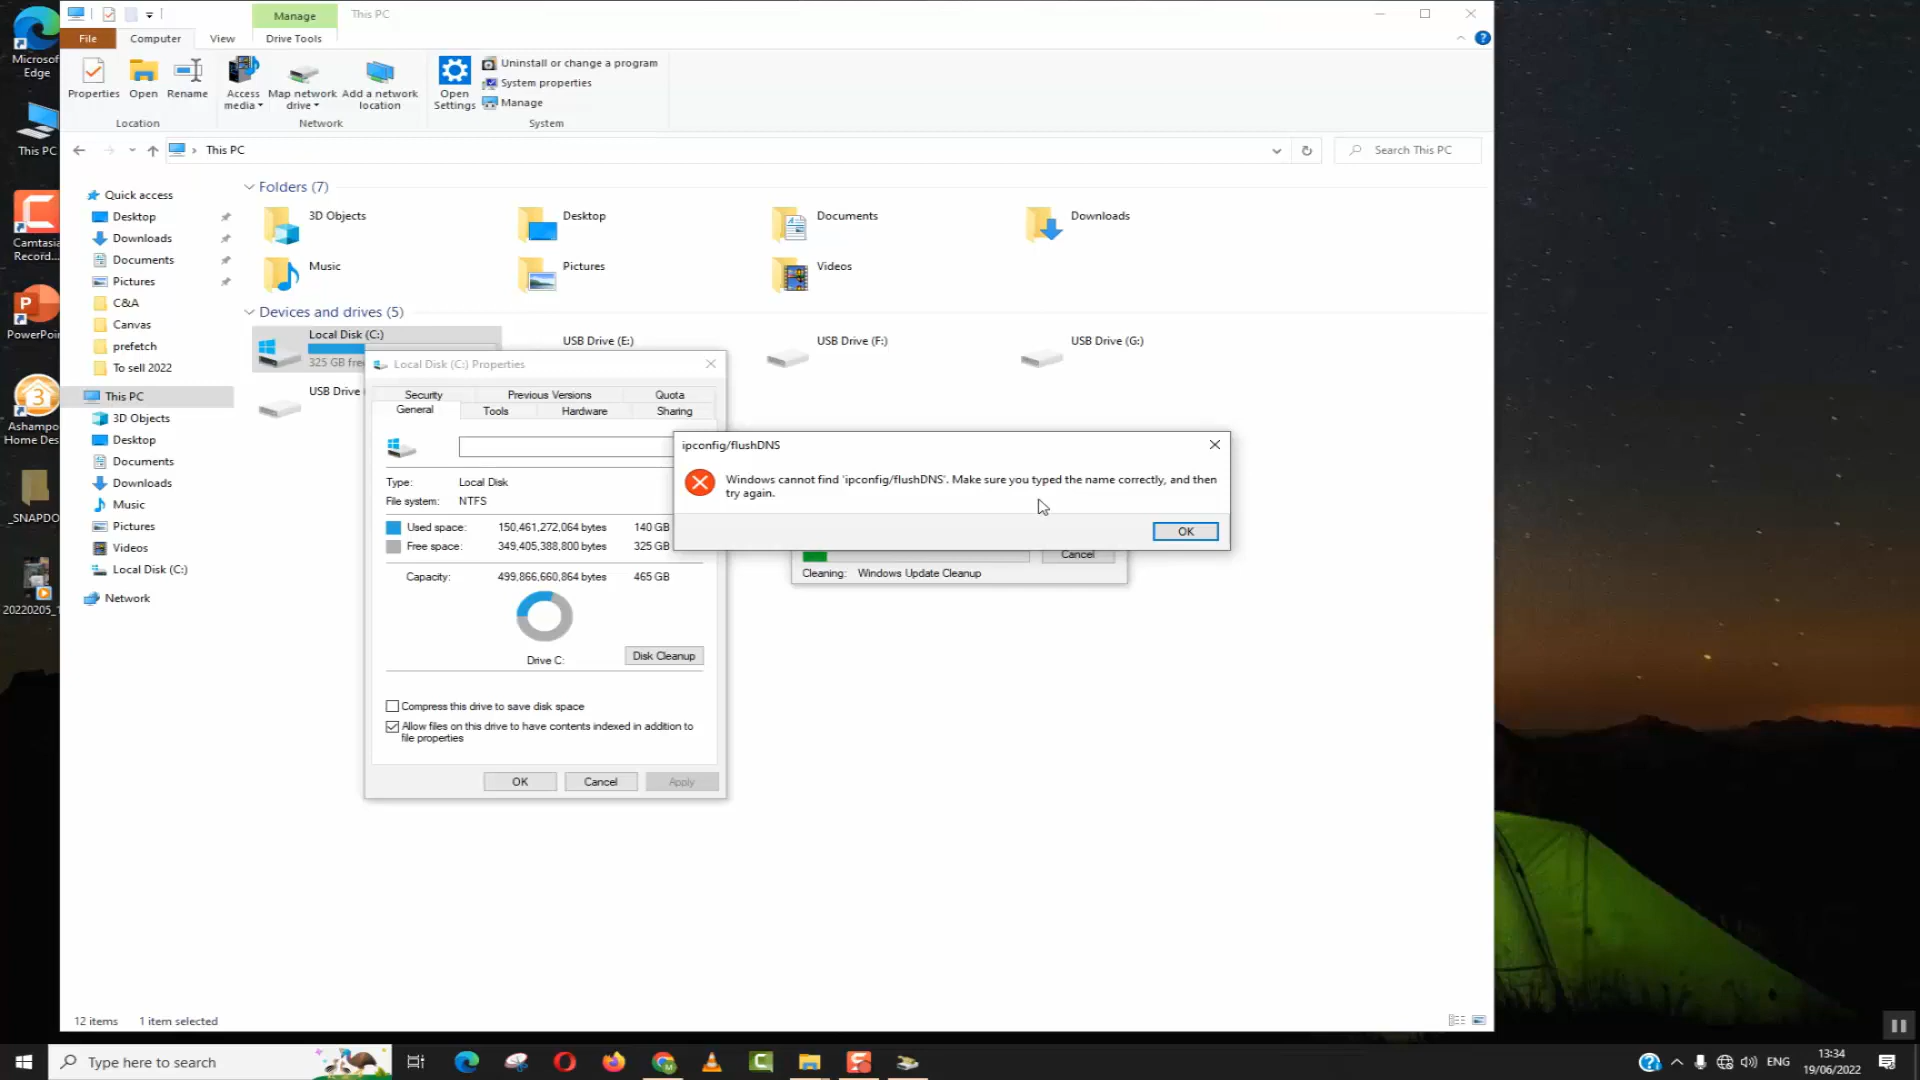 Manage
This PC
File
Computer
View
Drive Tools
Properties
Open
Rename
Access media
Map network drive
Add a network location
Open Settings
Uninstall or change a program
System properties
Manage
Location
Network
System
This PC
Search This PC
Microsof
Edge
This PC
Camtasia
Record...
PowerPoi
Ashampo
Home Des
_SNAPDO
20220205_1
Quick access
Desktop
Downloads
Documents
Pictures
C&A
Canvas
prefetch
To sell 2022
This PC
3D Objects
Desktop
Documents
Downloads
Music
Pictures
Videos
Local Disk (C:)
Network
Folders (7)
3D Objects
Desktop
Documents
Downloads
Music
Pictures
Videos
Devices and drives (5)
Local Disk (C:)
325 GB fre
USB Drive (E:)
USB Drive (F:)
USB Drive (G:)
USB Drive
Local Disk (C:) Properties
Security
Previous Versions
Quota
General
Tools
Hardware
Sharing
Type: Local Disk
File system: NTFS
Used space: 150,461,272,064 bytes 140 GB
Free space: 349,405,388,800 bytes 325 GB
Capacity: 499,866,660,864 bytes 465 GB
Drive C:
Disk Cleanup
Compress this drive to save disk space
Allow files on this drive to have contents indexed in addition to
file properties
OK
Cancel
Apply
ipconfig/flushDNS
Windows cannot find 'ipconfig/flushDNS'. Make sure you typed the name correctly, and then
try again.
OK
Cancel
Cleaning: Windows Update Cleanup
12 items
1 item selected
Type here to search
ENG
13:34
19/06/2022